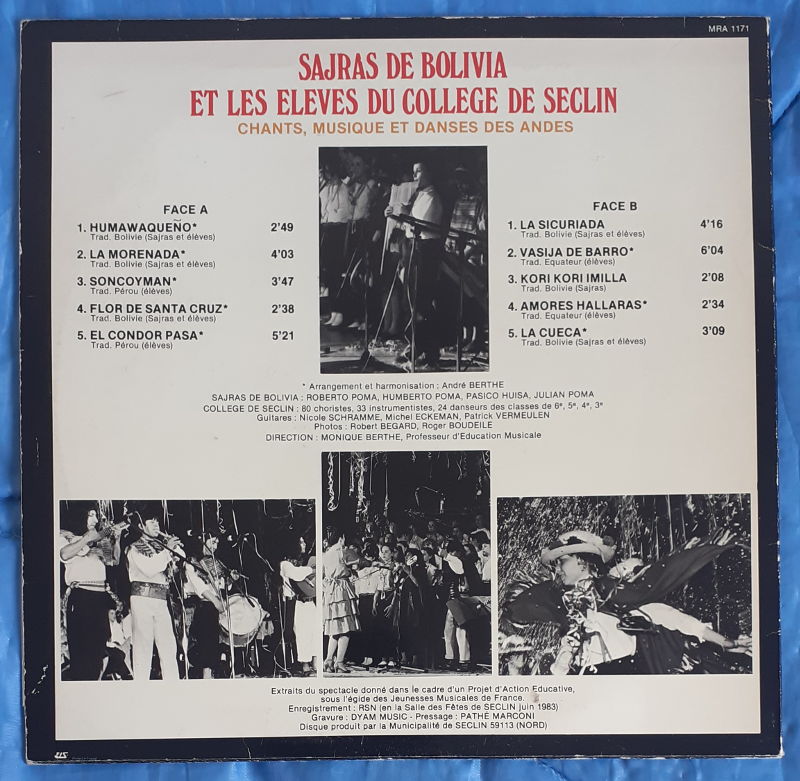 MRA 1171
SAJRAS DE BOLIVIA
ET LES ELEVES DU COLLEGE DE SECLIN
CHANTS, MUSIQUE ET DANSES DES ANDES
FACE A
1. HUMAWAQUEÑO* 2'49
Trad. Bolivie (Sajras et élèves)
2. LA MORENADA* 4'03
Trad. Bolivie (Sajras et élèves)
3. SONCOYMAN* 3'47
Trad. Pérou (élèves)
4. FLOR DE SANTA CRUZ* 2'38
Trad. Bolivie (Sajras et élèves)
5. EL CONDOR PASA* 5'21
Trad. Pérou (élèves)
FACE B
1. LA SICURIADA 4'16
Trad. Bolivie (Sajras et élèves)
2. VASIJA DE BARRO* 6'04
Trad. Equateur (élèves)
3. KORI KORI IMILLA 2'08
Trad. Bolivie (Sajras)
4. AMORES HALLARAS* 2'34
Trad. Equateur (élèves)
5. LA CUECA* 3'09
Trad. Bolivie (Sajras et élèves)
* Arrangement et harmonisation : André BERTHE
SAJRAS DE BOLIVIA : ROBERTO POMA, HUMBERTO POMA, PASICO HUISA, JULIAN POMA
COLLEGE DE SECLIN : 80 choristes, 33 instrumentistes, 24 danseurs des classes de 6e, 5e, 4e, 3e
Guitares : Nicole SCHRAMME, Michel ECKEMAN, Patrick VERMEULEN
Photos : Robert BEGARD, Roger BOUDEILE
DIRECTION : MONIQUE BERTHE, Professeur d'Education Musicale
Extraits du spectacle donné dans le cadre d'un Projet d'Action Educative,
sous l'égide des Jeunesses Musicales de France.
Enregistrement : RSN (en la Salle des Fêtes de SECLIN juin 1983)
Gravure : DYAM MUSIC - Pressage : PATHÉ MARCONI
Disque produit par la Municipalité de SECLIN 59113 (NORD)